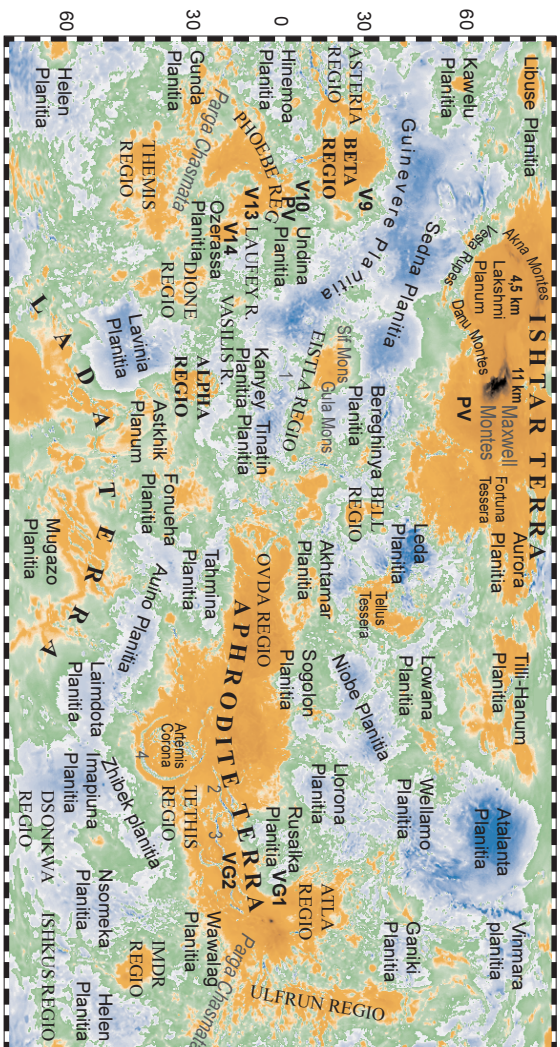 60
30
0
30
60
Libuse Planitia
Kawelu
Planitia
ASTERIA
REGIO
Hinemoa
Planitia
Gunda
Planitia
Helen
Planitia
Parga Chasmata
PHOEBE REG
BETA
REGIO
V9
V10
PV
V13
V14
THEMIS
REGIO
Guinevere Planitia
Sedna Planitia
Undina
Planitia
LAUFEY R.
Ozerassa
Planitia
DIONE
REGIO
ISHTAR TERRA
Akna Montes
Vesta Rupes
4,5 km
Lakshmi
Planum
Danu Montes
11 km
Maxwell
Montes
PV
Fortuna
Tessera
Sif Mons
Gula Mons
EISTLA REGIO
1
VASILIS R
Kanyey
Planitia
Tinatin
Planitia
ALPHA
REGIO
Lavinia
Planitia
LADA TERRA
Astkhik
Planum
Bereghinya
Planitia
BELL
REGIO
Leda
Planitia
Aurora
Planitia
Fonueha
Planitia
Mugazo
Planitia
Akhtamar
Planitia
Tellus
Tessera
OVDA REGIO
Tahmina
Planitia
Aino Planitia
APHRODITE TERRA
Tilli-Hanum
Planitia
Lowana
Planitia
Niobe Planitia
Sogolon
Planitia
Laimdota
Planitia
Artemis
Corona
4
2
3
TETHIS
REGIO
Zhibek planitia
Imapiuna
Planitia
DSONKWA
REGIO
Llorona
Planitia
Wellamo
Planitia
Atalanta
Planitia
Rusalka
Planitia
VG1
VG2
ATLA
REGIO
Nsomeka
Planitia
Wawalag
Planitia
Parga Chasmata
IMDR
REGIO
Ganiki
Planitia
Vinmara
planitia
ULFRUN REGIO
ISHKUS REGIO
Helen
Planitia